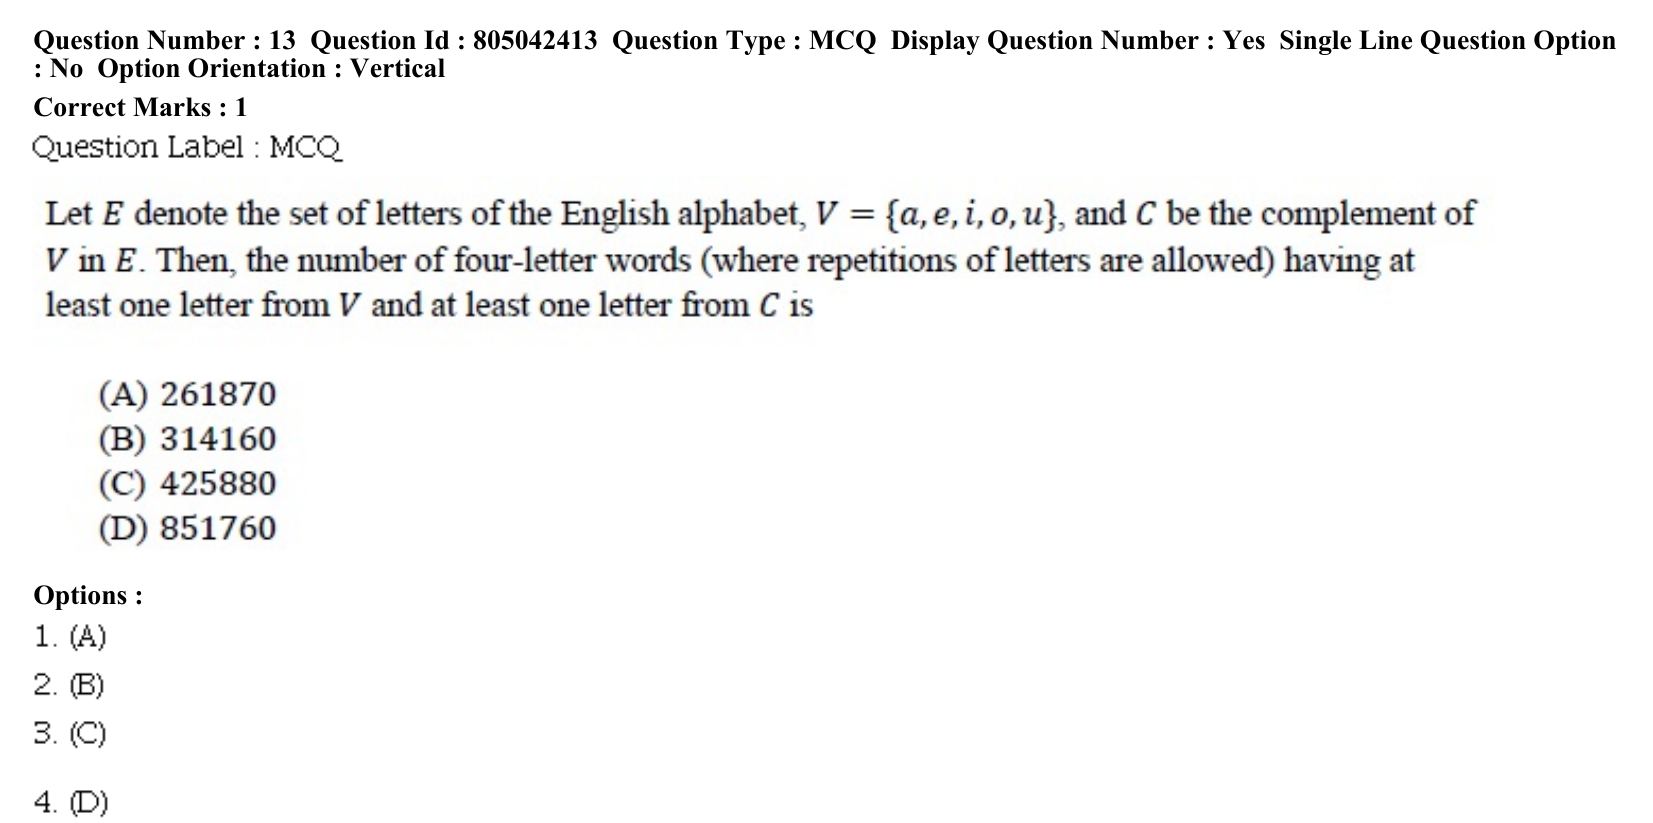 Question Number : 13 Question Id : 805042413 Question Type : MCQ Display Question Number : Yes Single Line Question Option
: No Option Orientation : Vertical
Correct Marks : 1
Question Label : MCQ
Let E denote the set of letters of the English alphabet, V = {a, e, i, o, u}, and C be the complement of
V in E. Then, the number of four-letter words (where repetitions of letters are allowed) having at
least one letter from V and at least one letter from C is
(A) 261870
(B) 314160
(C) 425880
(D) 851760
Options :
1. (A)
2. (B)
3. (C)
4. (D)